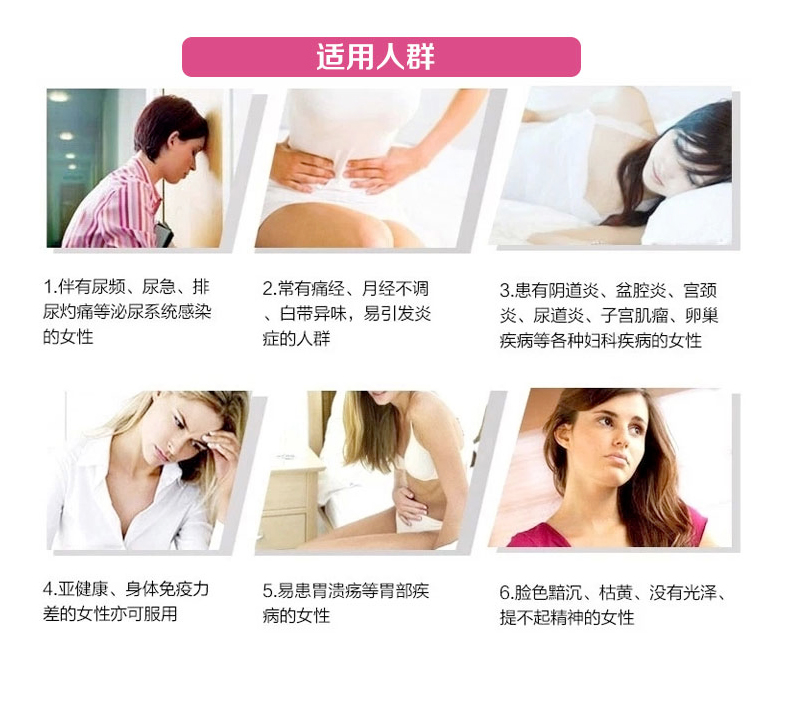 适用人群
1.伴有尿频、尿急、排
尿灼痛等泌尿系统感染
的女性
2.常有痛经、月经不调
、白带异味，易引发炎
症的人群
3.患有阴道炎、盆腔炎、宫颈
炎、尿道炎、子宫肌瘤、卵巢
疾病等各种妇科疾病的女性
4.亚健康、身体免疫力
差的女性亦可服用
5.易患胃溃疡等胃部疾
病的女性
6.脸色黯沉、枯黄、没有光泽、
提不起精神的女性